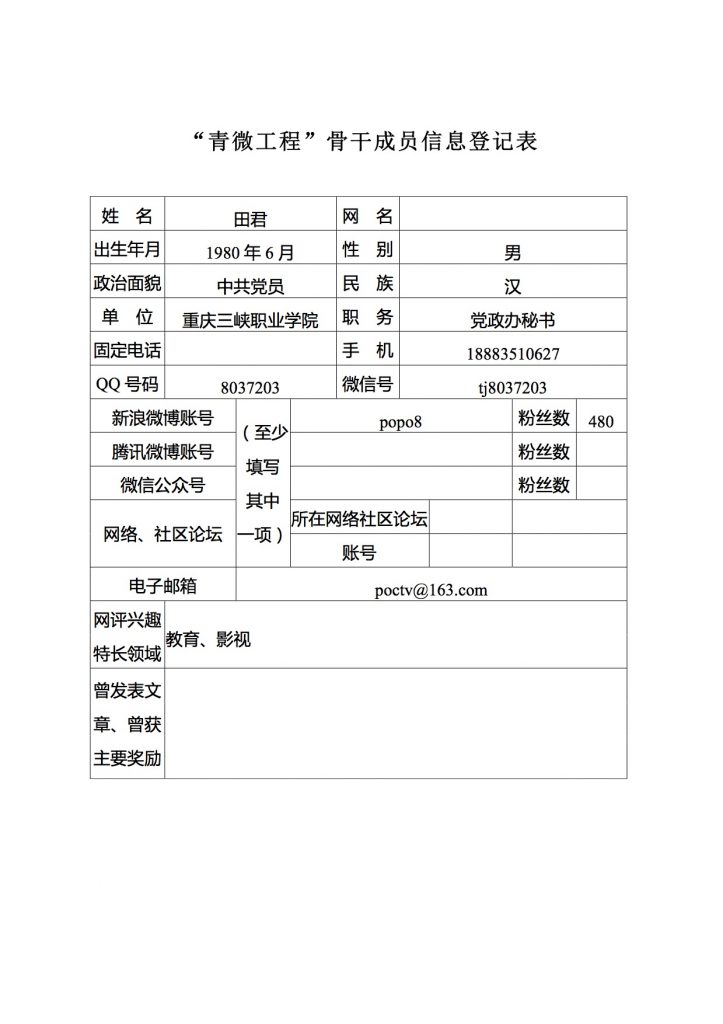 “青微工程”骨干成员信息登记表
姓 名 田君 网 名
出生年月 1980 年 6 月 性 别 男
政治面貌 中共党员 民 族 汉
单 位 重庆三峡职业学院 职 务 党政办秘书
固定电话 手 机 18883510627
QQ 号码 8037203 微信号 tj8037203
新浪微博账号 （至少填写其中一项） popo8 粉丝数 480
腾讯微博账号 粉丝数
微信公众号 粉丝数
网络、社区论坛 所在网络社区论坛
账号
电子邮箱 poctv@163.com
网评兴趣
特长领域
教育、影视
曾发表文
章、曾获
主要奖励